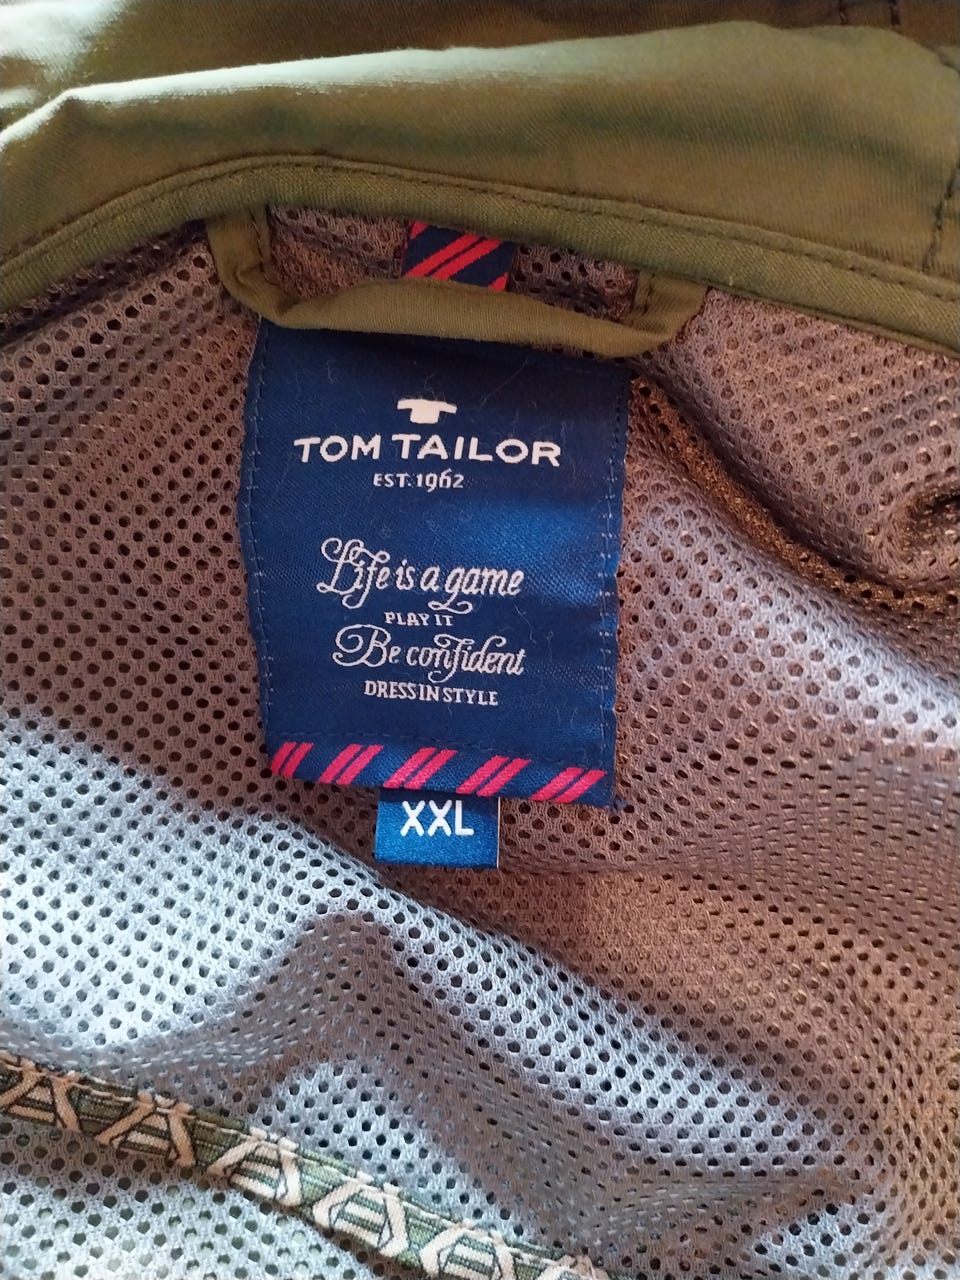 TOM TAILOR
EST. 1962
Life is a game
PLAY IT
Be confident
DRESS IN STYLE
XXL